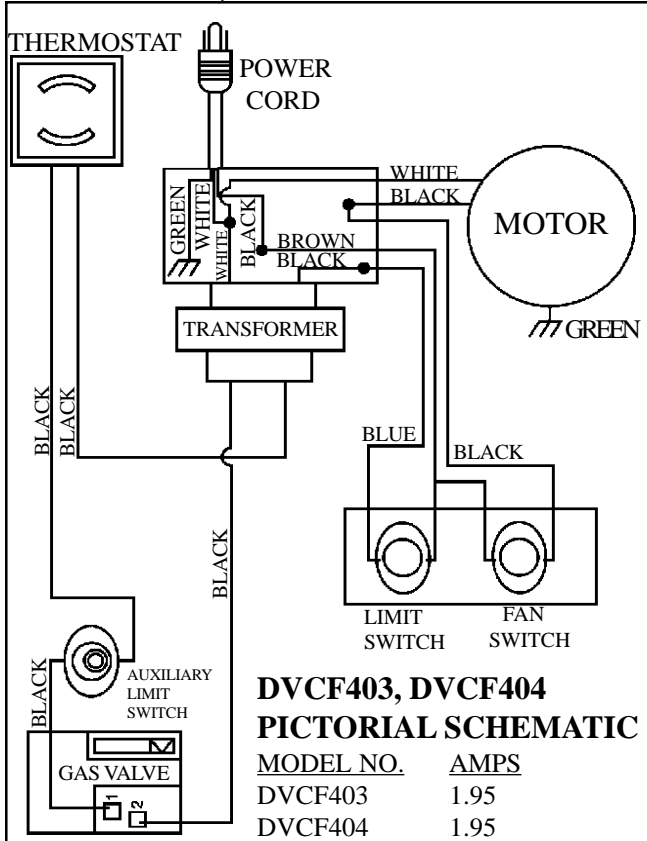 THERMOSTAT
POWER
CORD
GREEN
WHITE
WHITE
BLACK
WHITE
BLACK
BROWN
BLACK
MOTOR
GREEN
TRANSFORMER
BLACK
BLACK
BLUE
BLACK
BLACK
LIMIT
SWITCH
FAN
SWITCH
BLACK
AUXILIARY
LIMIT
SWITCH
GAS VALVE
1
2
DVCF403, DVCF404
PICTORIAL SCHEMATIC
MODEL NO. AMPS
DVCF403 1.95
DVCF404 1.95